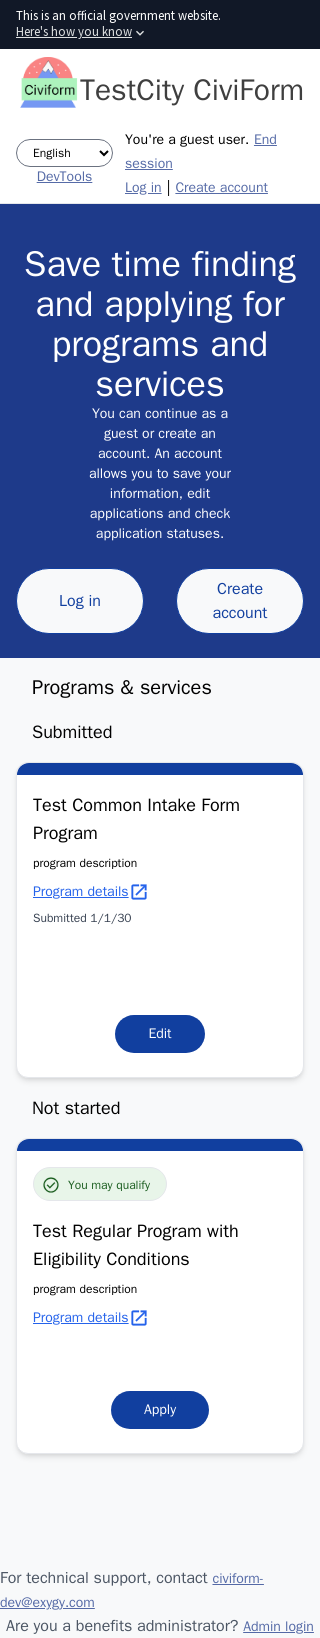 This is an official government website.
Here's how you know
Civiform
TestCity CiviForm
English
DevTools
You're a guest user. End
session
Log in | Create account
Save time finding
and applying for
programs and
services
You can continue as a
guest or create an
account. An account
allows you to save your
information, edit
applications and check
application statuses.
Log in
Create
account
Programs & services
Submitted
Test Common Intake Form
Program
program description
Program details
Submitted 1/1/30
Edit
Not started
You may qualify
Test Regular Program with
Eligibility Conditions
program description
Program details
Apply
For technical support, contact civiform-
dev@exygy.com
Are you a benefits administrator? Admin login